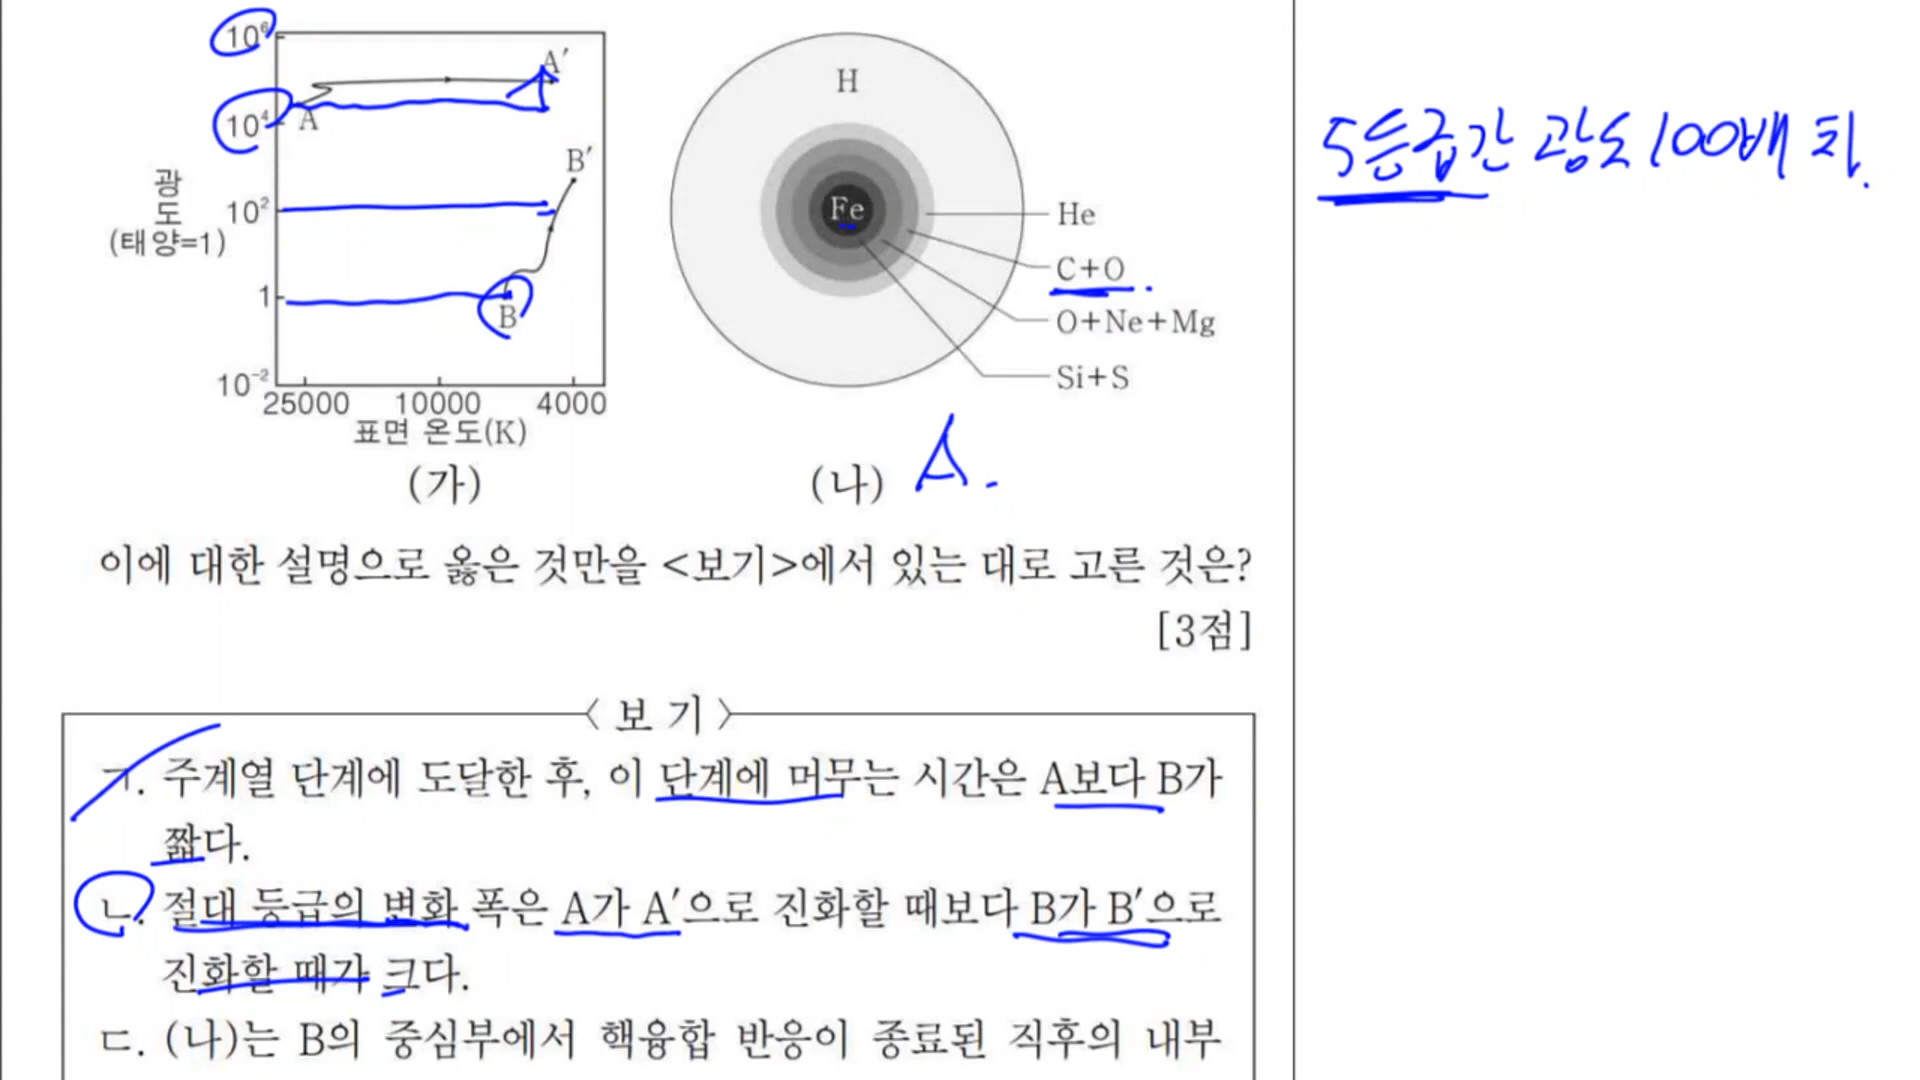 10⁶
A′
A
10⁴
B′
광
도
(태양=1)
10²
1
B
10⁻²
25000 10000 4000
표면 온도(K)
(가)
H
Fe
He
C+O
O+Ne+Mg
Si+S
(나) A.
5등급간 광도 100배 차.
이에 대한 설명으로 옳은 것만을 <보기>에서 있는 대로 고른 것은?
[3점]
〈 보 기 〉
ㄱ. 주계열 단계에 도달한 후, 이 단계에 머무는 시간은 A보다 B가
짧다.
ㄴ. 절대 등급의 변화 폭은 A가 A′으로 진화할 때보다 B가 B′으로
진화할 때가 크다.
ㄷ. (나)는 B의 중심부에서 핵융합 반응이 종료된 직후의 내부